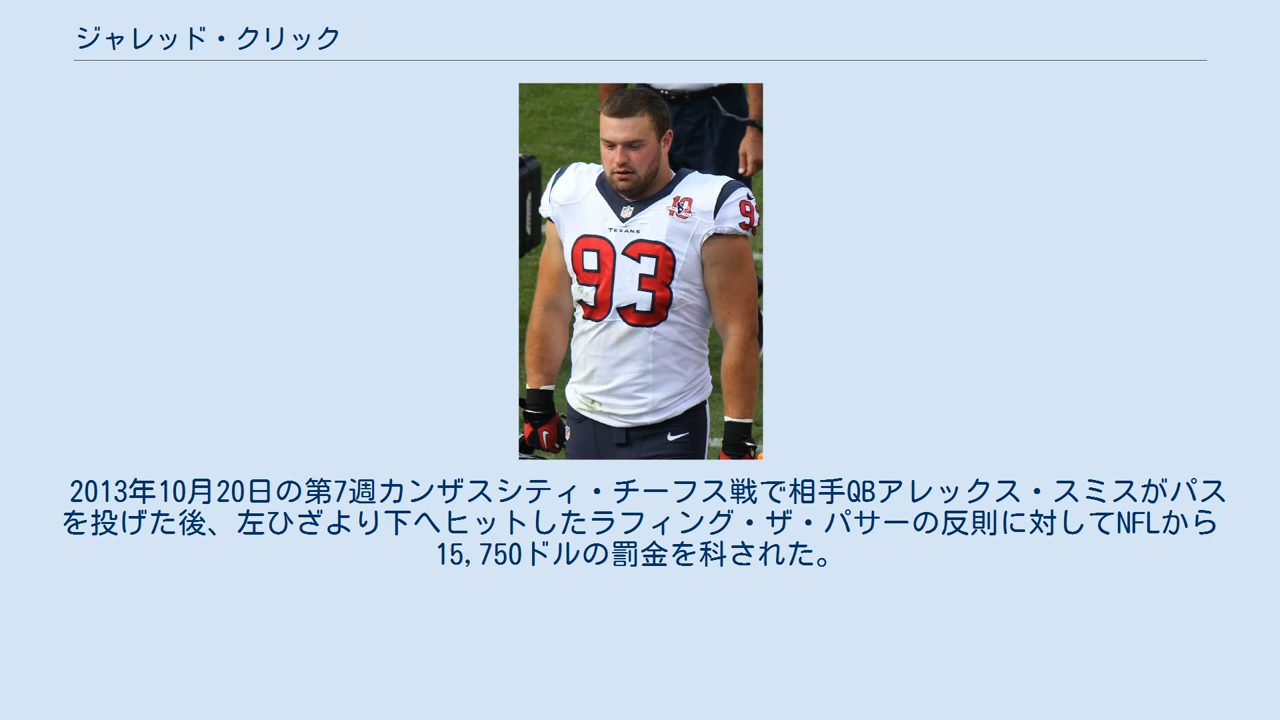 ジャレッド・クリック
10
9
TEXANS
93
2013年10月20日の第7週カンザスシティ・チーフス戦で相手QBアレックス・スミスがパス
を投げた後、左ひざより下へヒットしたラフィング・ザ・パサーの反則に対してNFLから
15,750ドルの罰金を科された。